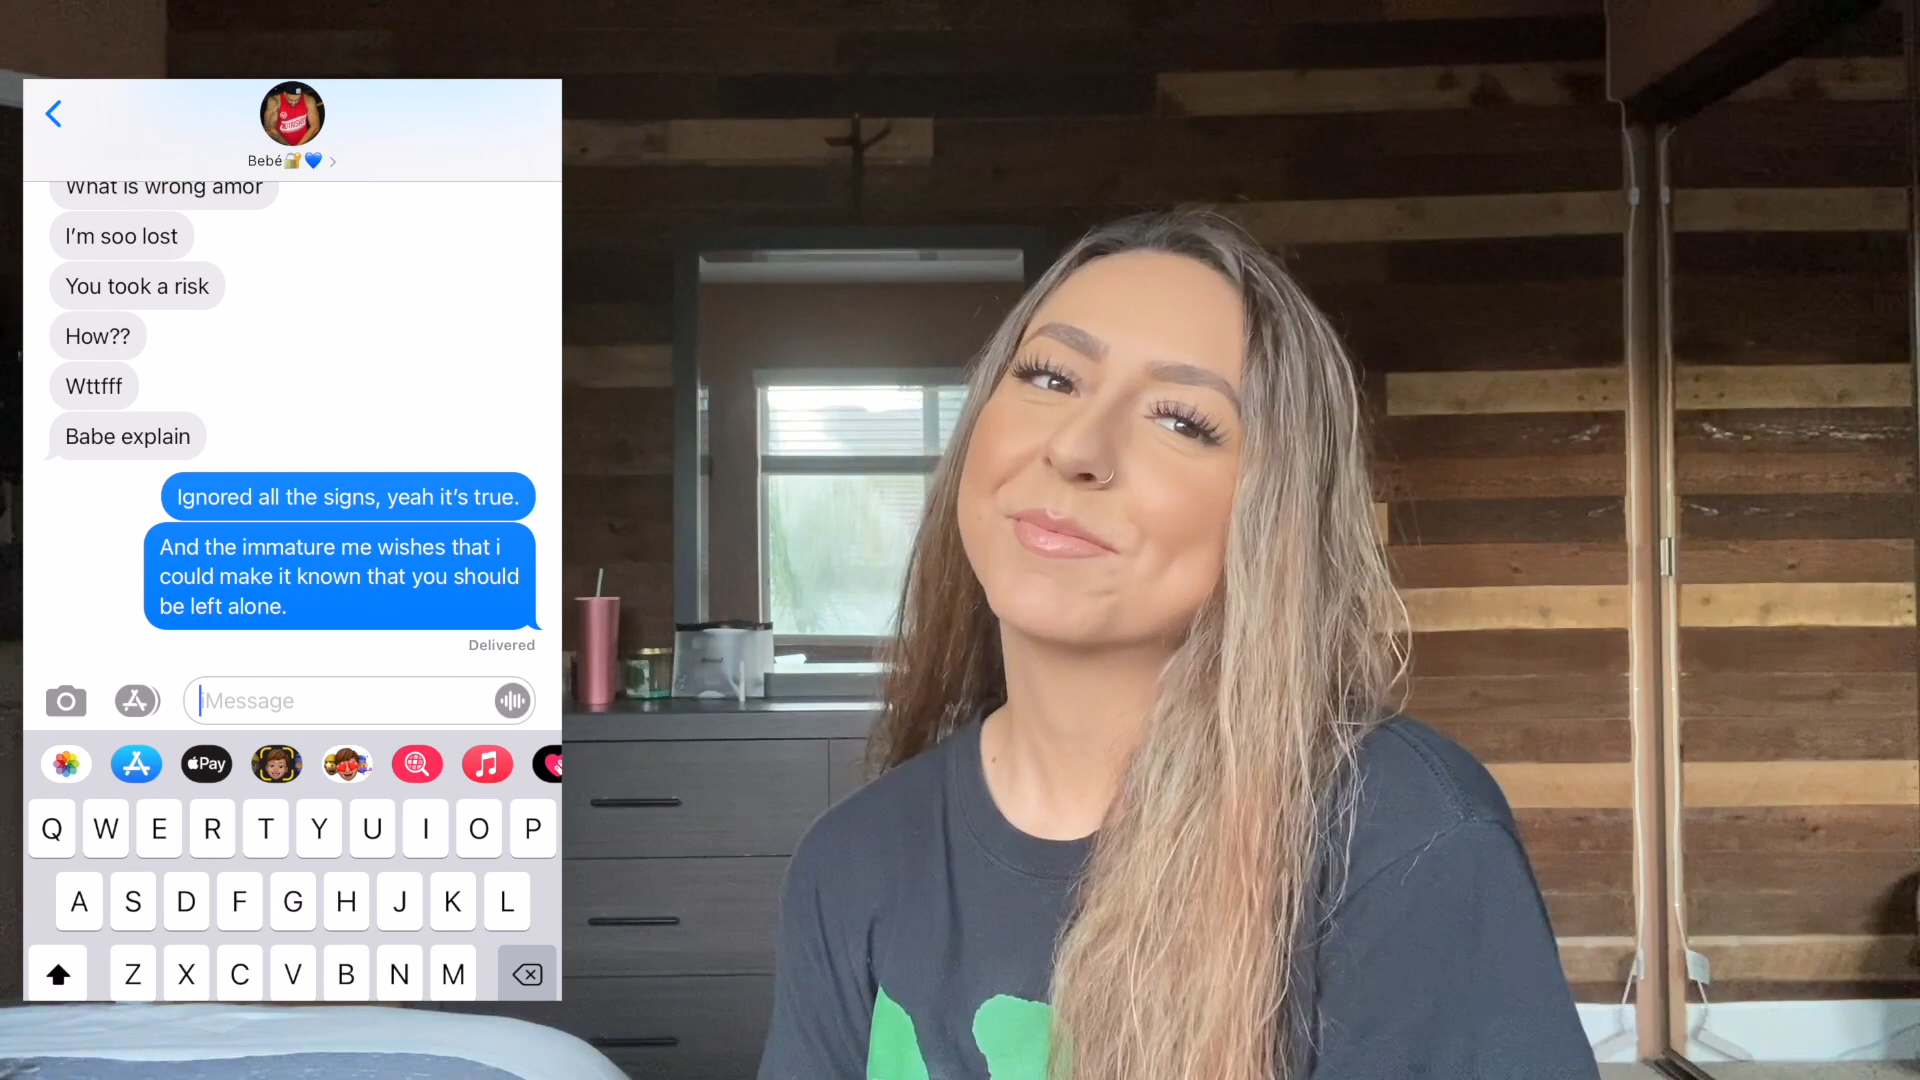 Bebé🔐💙
What is wrong amor
I’m soo lost
You took a risk
How??
Wttfff
Babe explain
Ignored all the signs, yeah it’s true.
And the immature me wishes that i
could make it known that you should
be left alone.
Delivered
iMessage
Pay
Q W E R T Y U I O P
A S D F G H J K L
Z X C V B N M